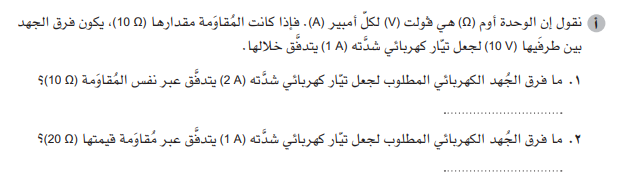 i نقول إن الوحدة أوم (Ω) هي ڤولت (V) لكلّ أمبير (A). فإذا كانت المُقاوَمة مقدارها (10 Ω)، يكون فرق الجهد
بين طرفَيها (10 V) لجعل تيّار كهربائي شدَّته (1 A) يتدفَّق خلالها.
١. ما فرق الجُهد الكهربائي المطلوب لجعل تيّار كهربائي شدَّته (2 A) يتدفَّق عبر نفس المُقاوَمة (10 Ω)؟
..................................
٢. ما فرق الجُهد الكهربائي المطلوب لجعل تيّار كهربائي شدَّته (1 A) يتدفَّق عبر مُقاوَمة قيمتها (20 Ω)؟
..................................